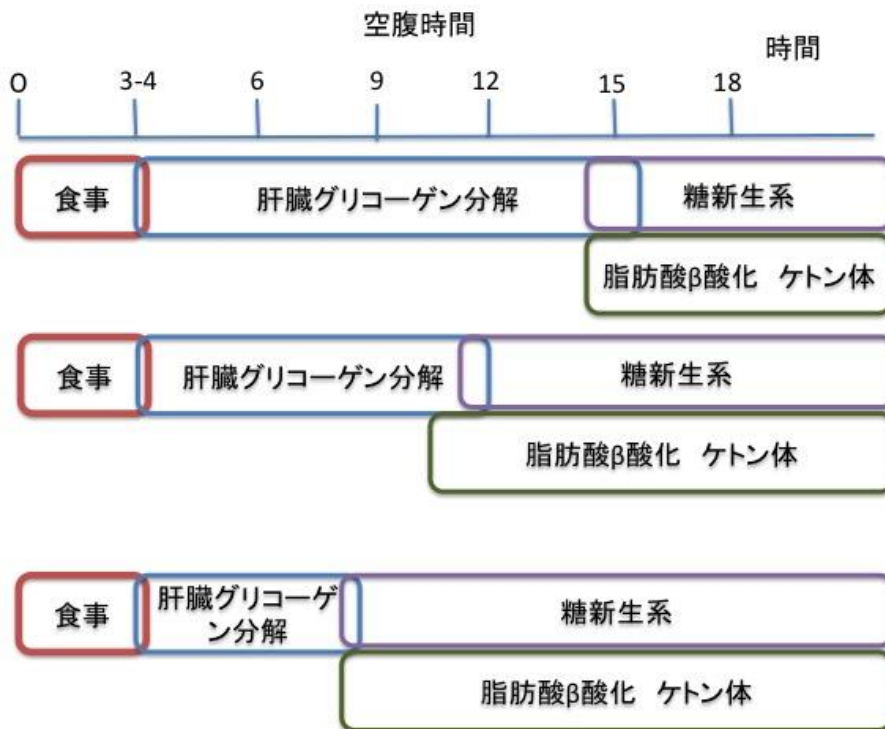 空腹時間
時間
O 3-4 6 9 12 15 18
食事 肝臓グリコーゲン分解 糖新生系
脂肪酸β酸化 ケトン体
食事 肝臓グリコーゲン分解 糖新生系
脂肪酸β酸化 ケトン体
食事 肝臓グリコーゲ
ン分解 糖新生系
脂肪酸β酸化 ケトン体